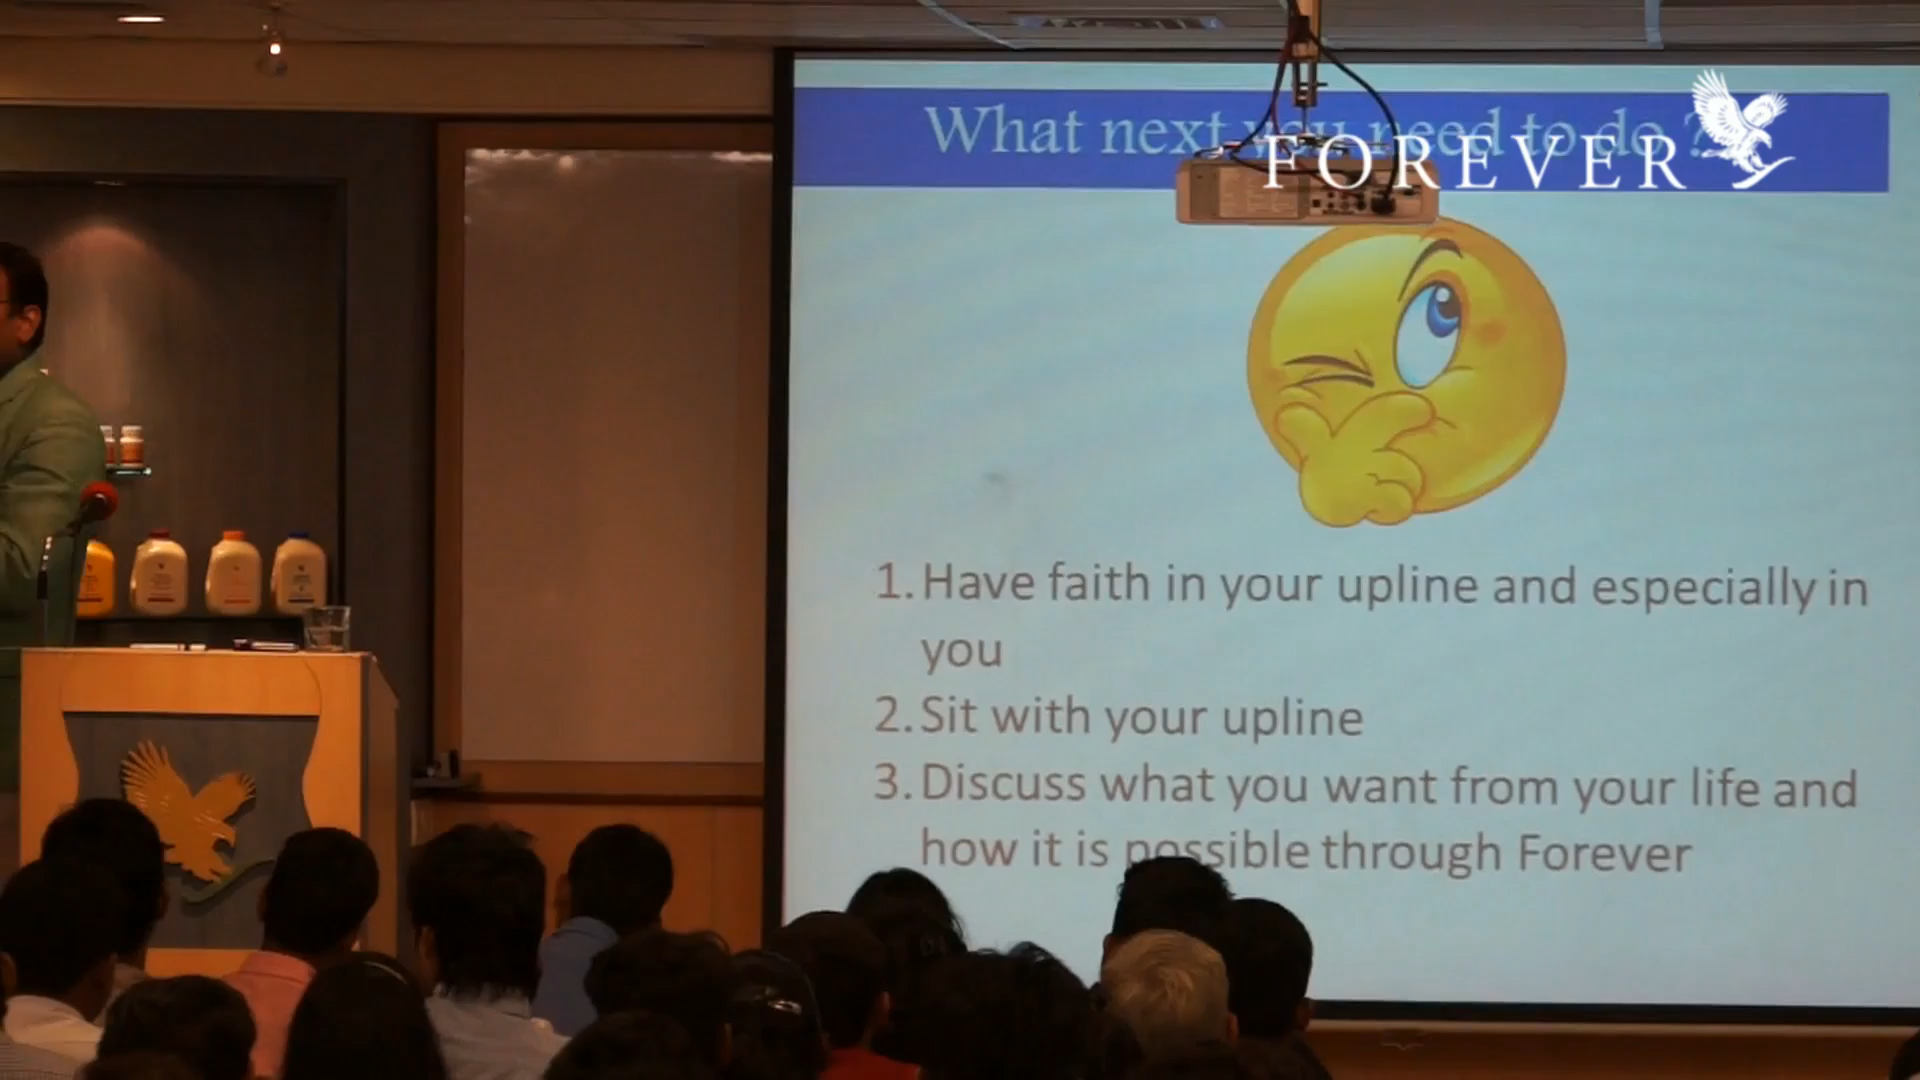 What next you need to do ?
FOREVER
1. Have faith in your upline and especially in
you
2. Sit with your upline
3. Discuss what you want from your life and
how it is possible through Forever